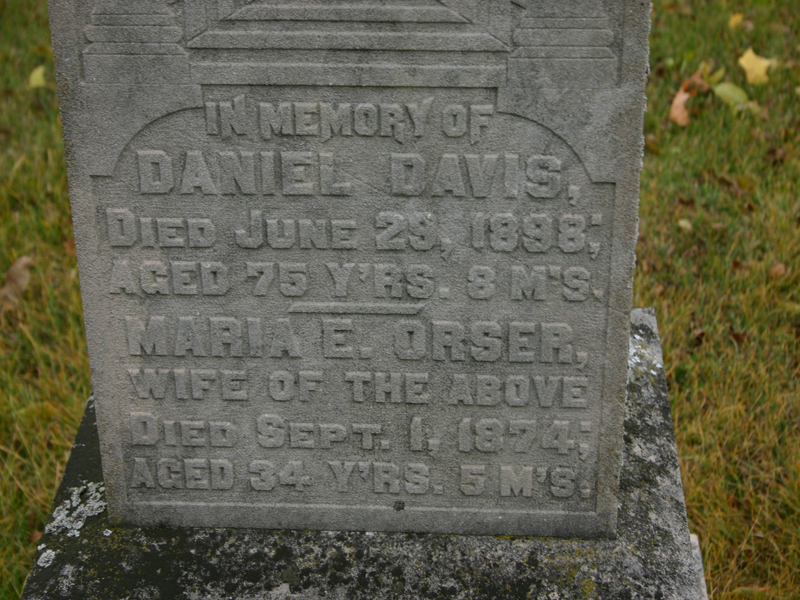 IN MEMORY OF
DANIEL DAVIS,
DIED JUNE 29, 1898;
AGED 75 Y'RS. 8 M'S.
MARIA E. ORSER,
WIFE OF THE ABOVE
DIED SEPT. 1, 1874;
AGED 34 Y'RS. 5 M'S.